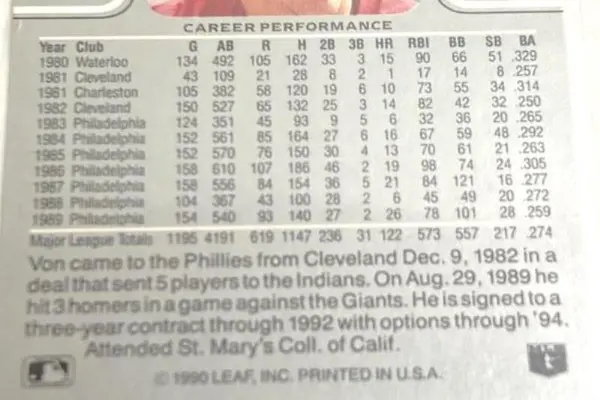 CAREER PERFORMANCE
Year Club G AB R H 2B 3B HR RBI BB SB BA
1980 Waterloo 134 492 105 162 33 3 15 90 66 51 .329
1981 Cleveland 43 109 21 28 8 2 1 17 14 8 .257
1981 Charleston 105 382 58 120 19 6 10 73 55 34 .314
1982 Cleveland 150 527 65 132 25 3 14 82 42 32 .250
1983 Philadelphia 124 351 45 93 9 5 6 32 36 20 .265
1984 Philadelphia 152 561 85 164 27 6 16 67 59 48 .292
1985 Philadelphia 152 570 76 150 30 4 13 70 61 21 .263
1986 Philadelphia 158 610 107 186 46 2 19 98 74 24 .305
1987 Philadelphia 158 556 84 154 36 5 21 84 121 16 .277
1988 Philadelphia 104 367 43 100 28 2 6 45 49 20 .272
1989 Philadelphia 154 540 93 140 27 2 26 78 101 28 .259
Major League Totals 1195 4191 619 1147 236 31 122 573 557 217 .274
Von came to the Phillies from Cleveland Dec. 9, 1982 in a
deal that sent 5 players to the Indians. On Aug. 29, 1989 he
hit 3 homers in a game against the Giants. He is signed to a
three-year contract through 1992 with options through '94.
Attended St. Mary's Coll. of Calif.
© 1990 LEAF, INC. PRINTED IN U.S.A.